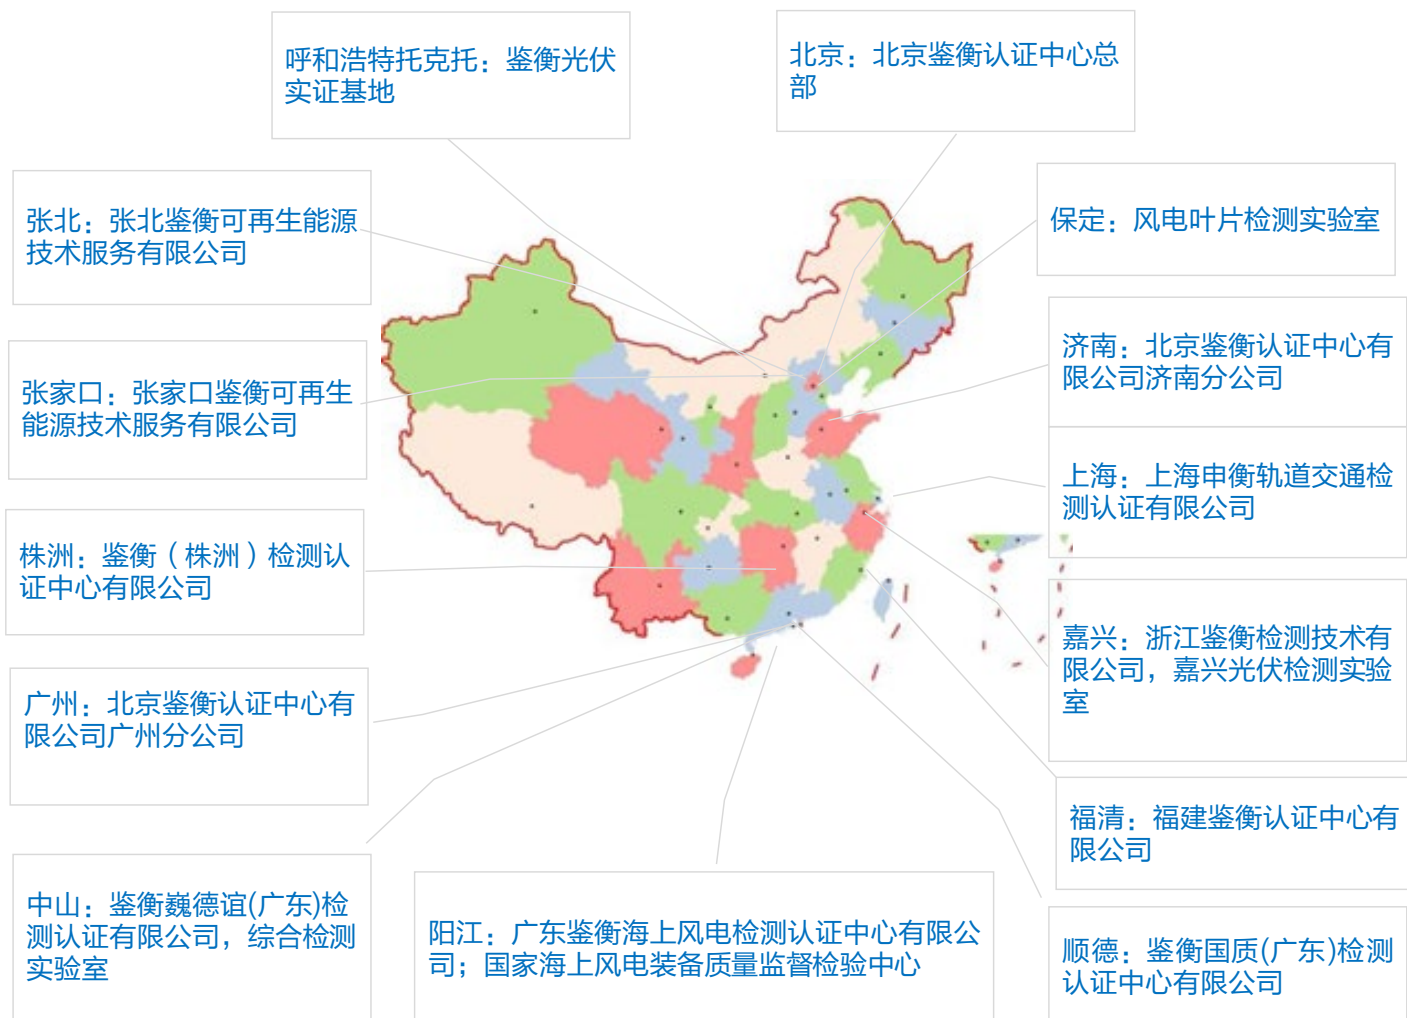 呼和浩特托克托：鉴衡光伏
实证基地
北京：北京鉴衡认证中心总
部
张北：张北鉴衡可再生能源
技术服务有限公司
保定：风电叶片检测实验室
张家口：张家口鉴衡可再生
能源技术服务有限公司
济南：北京鉴衡认证中心有
限公司济南分公司
上海：上海申衡轨道交通检
测认证有限公司
株洲：鉴衡（株洲）检测认
证中心有限公司
嘉兴：浙江鉴衡检测技术有
限公司，嘉兴光伏检测实验
室
广州：北京鉴衡认证中心有
限公司广州分公司
福清：福建鉴衡认证中心有
限公司
中山：鉴衡巍德谊(广东)检
测认证有限公司，综合检测
实验室
阳江：广东鉴衡海上风电检测认证中心有限公
司；国家海上风电装备质量监督检验中心
顺德：鉴衡国质(广东)检测
认证中心有限公司